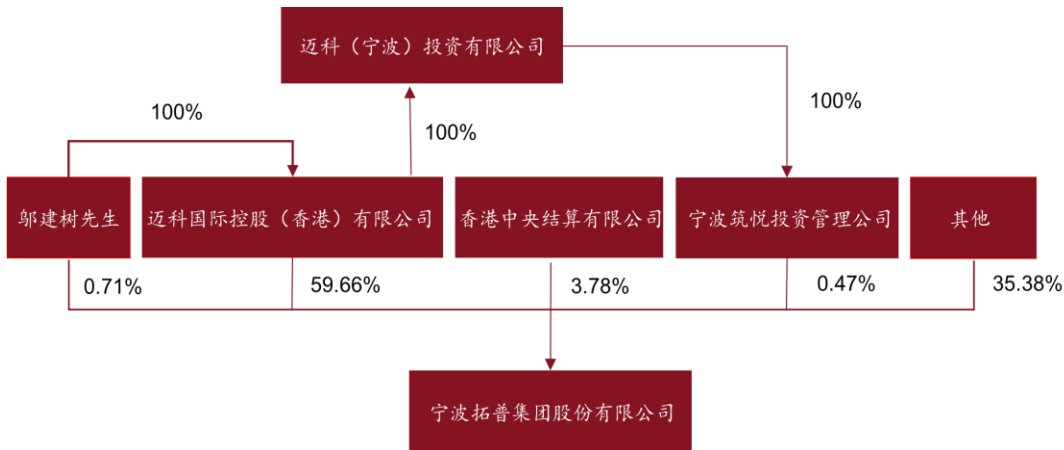 迈科（宁波）投资有限公司
100%
100%
100%
邬建树先生
迈科国际控股（香港）有限公司
香港中央结算有限公司
宁波筑悦投资管理公司
其他
0.71%
59.66%
3.78%
0.47%
35.38%
宁波拓普集团股份有限公司